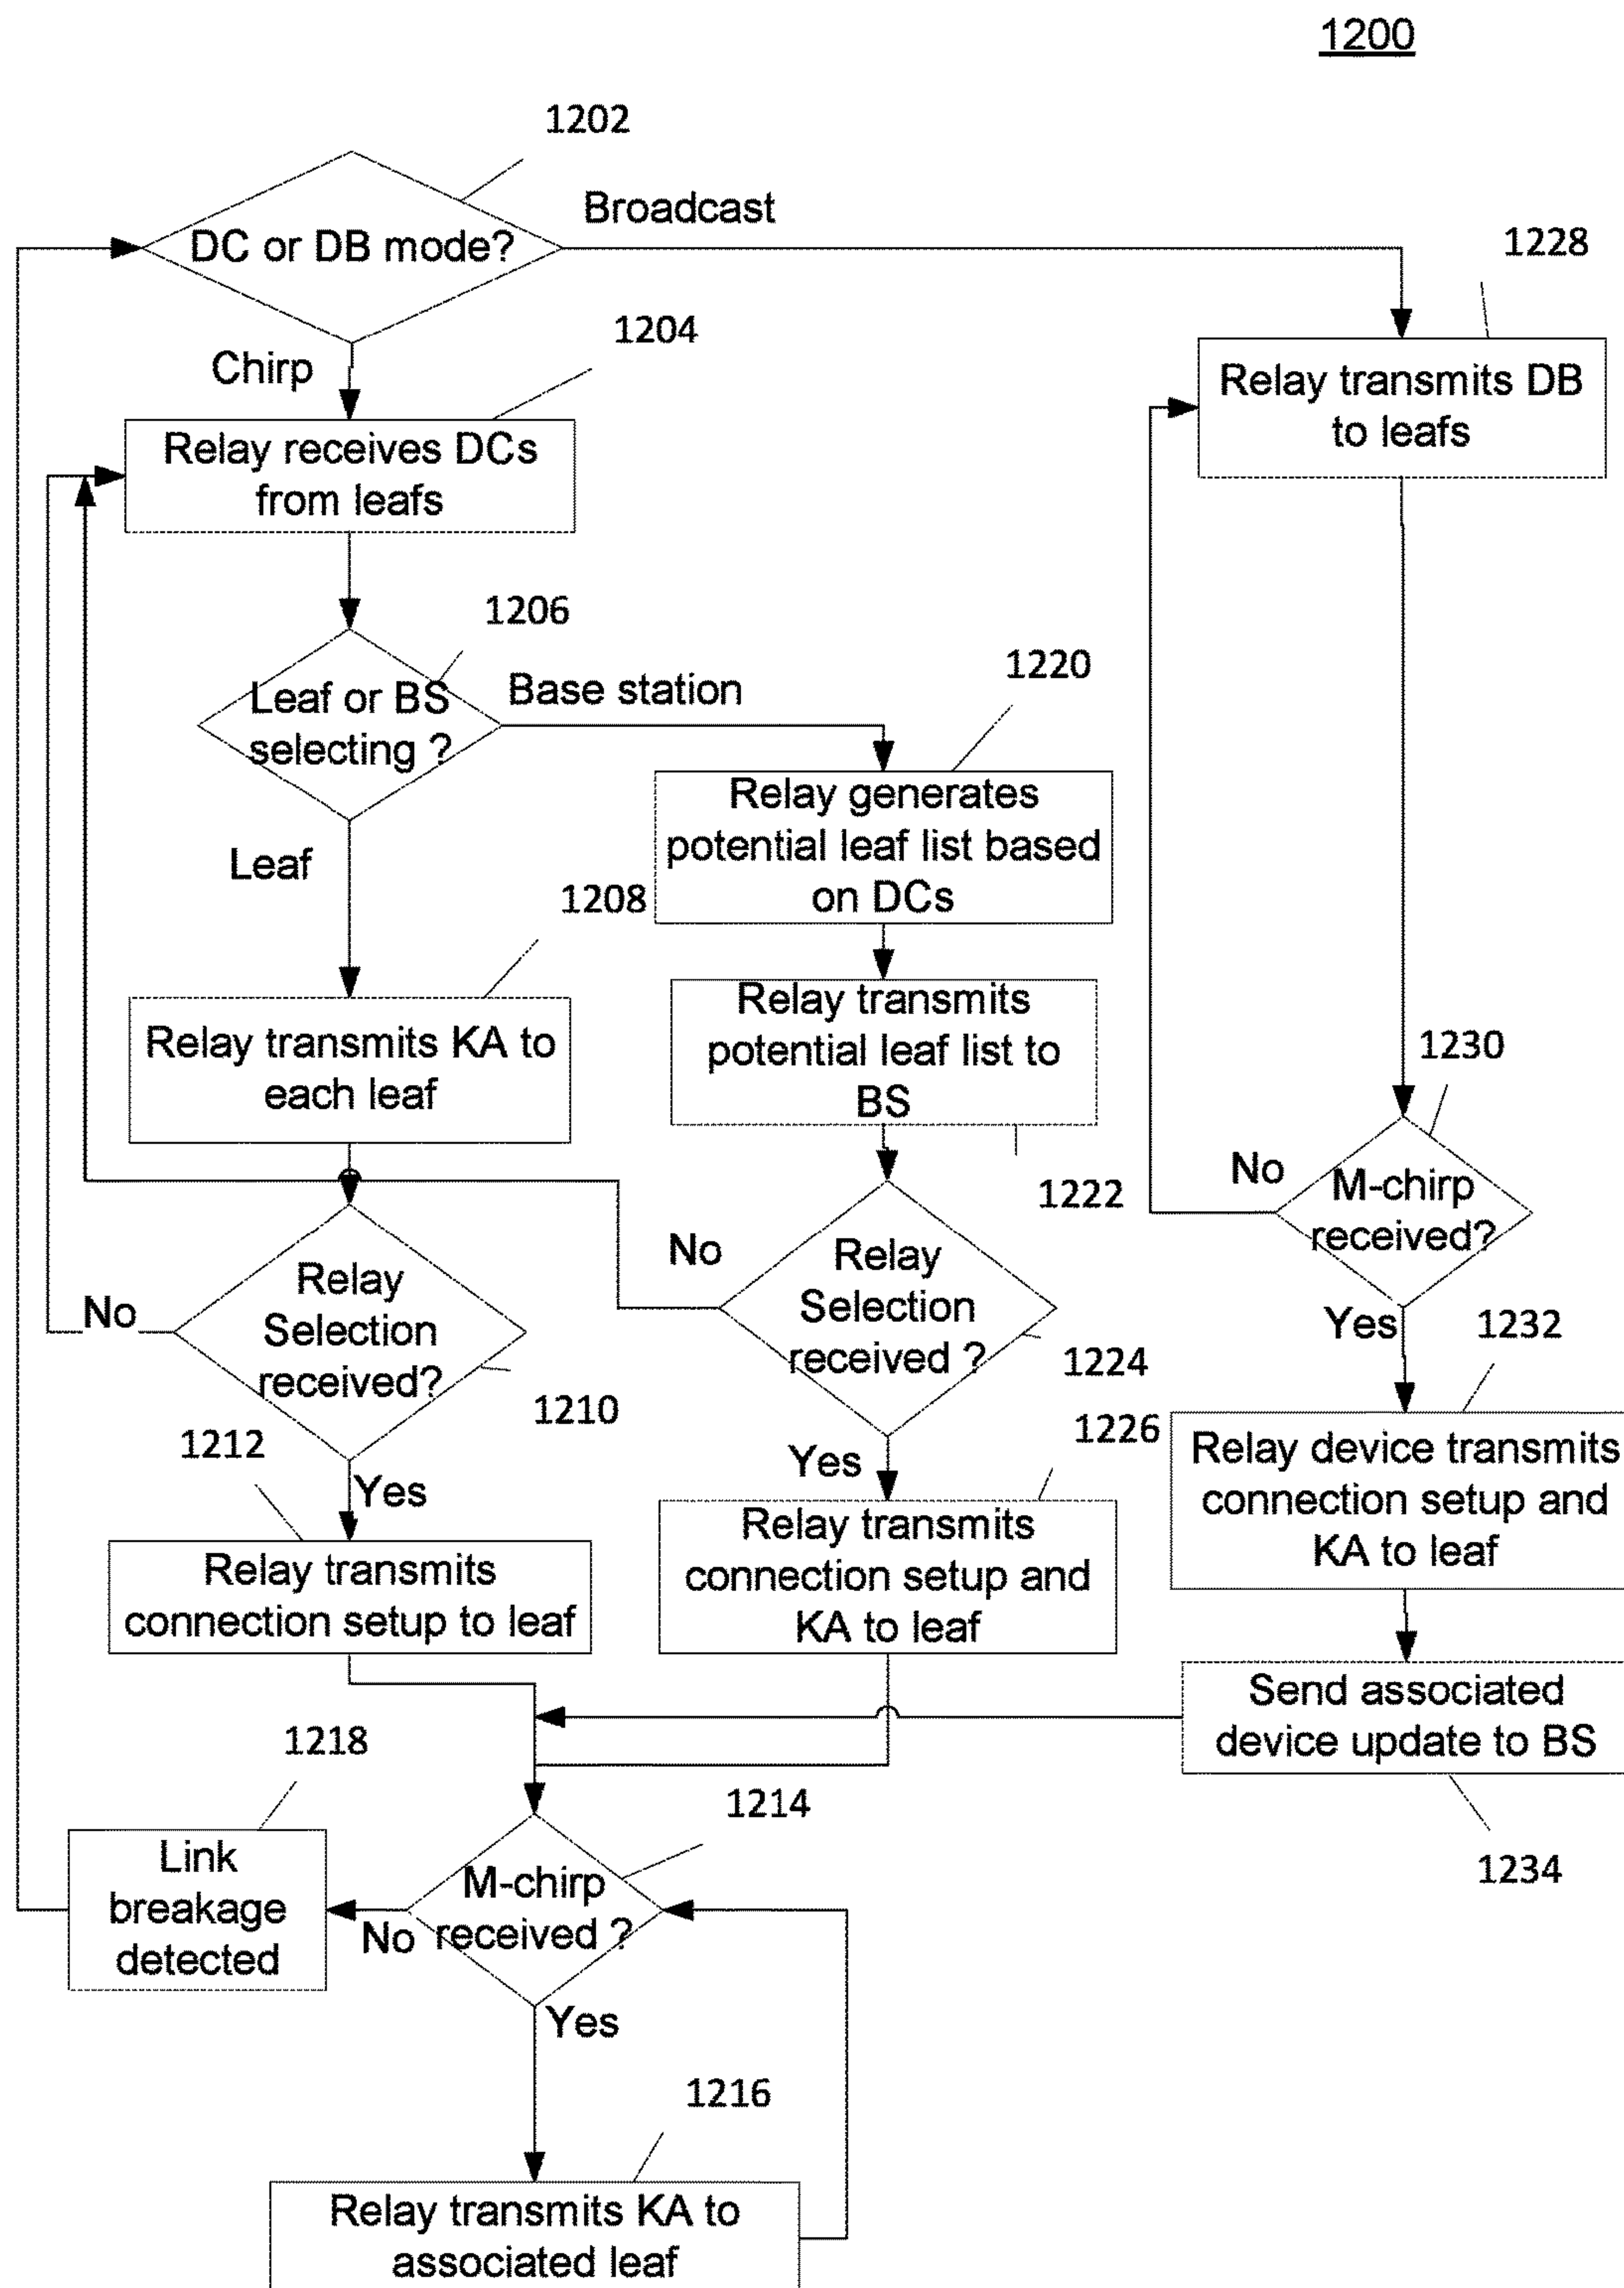 1200
1202
Broadcast
DC or DB mode?
1228
1204
Chirp
Relay transmits DB
to leafs
Relay receives DCs
from leafs
1206
1220
Leaf or BS
selecting ?
Base station
Relay generates
potential leaf list based
on DCs
Leaf
1208
Relay transmits
potential leaf list to
BS
Relay transmits KA to
each leaf
1230
No
M-chirp
received?
1222
No
Relay
Selection
received ?
Relay
Selection
received?
No
Yes
1232
1224
1210
1212
1226
Yes
Yes
Relay device transmits
connection setup and
KA to leaf
Relay transmits
connection setup and
KA to leaf
Relay transmits
connection setup to leaf
Send associated
device update to BS
1218
1214
1234
Link
breakage
detected
M-chirp
received ?
No
Yes
1216
Relay transmits KA to
associated leaf